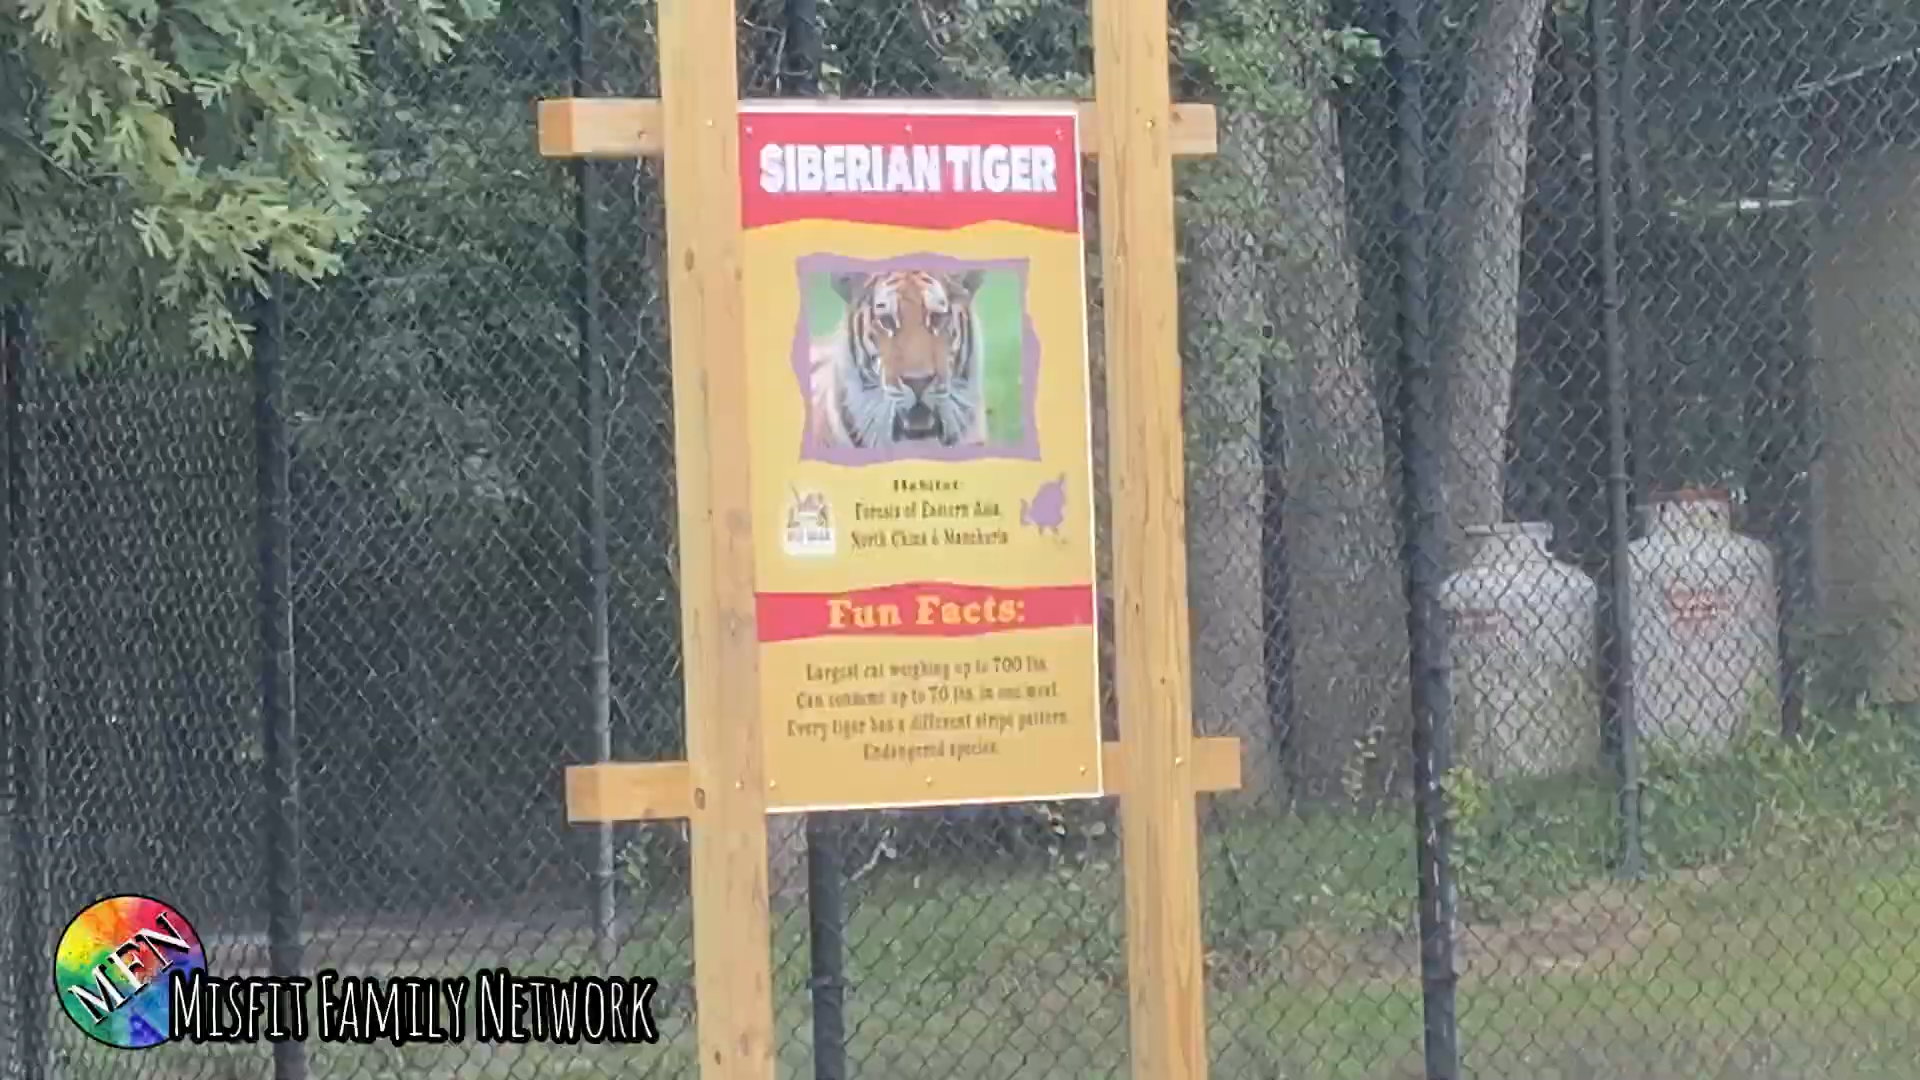 SIBERIAN TIGER
Habitat:
Forests of Eastern Asia,
North China & Manchuria
Fun Facts:
Largest cat weighing up to 700 lbs.
Can consume up to 70 lbs. in one meal.
Every tiger has a different stripe pattern.
Endangered species.
MFN
MISFIT FAMILY NETWORK